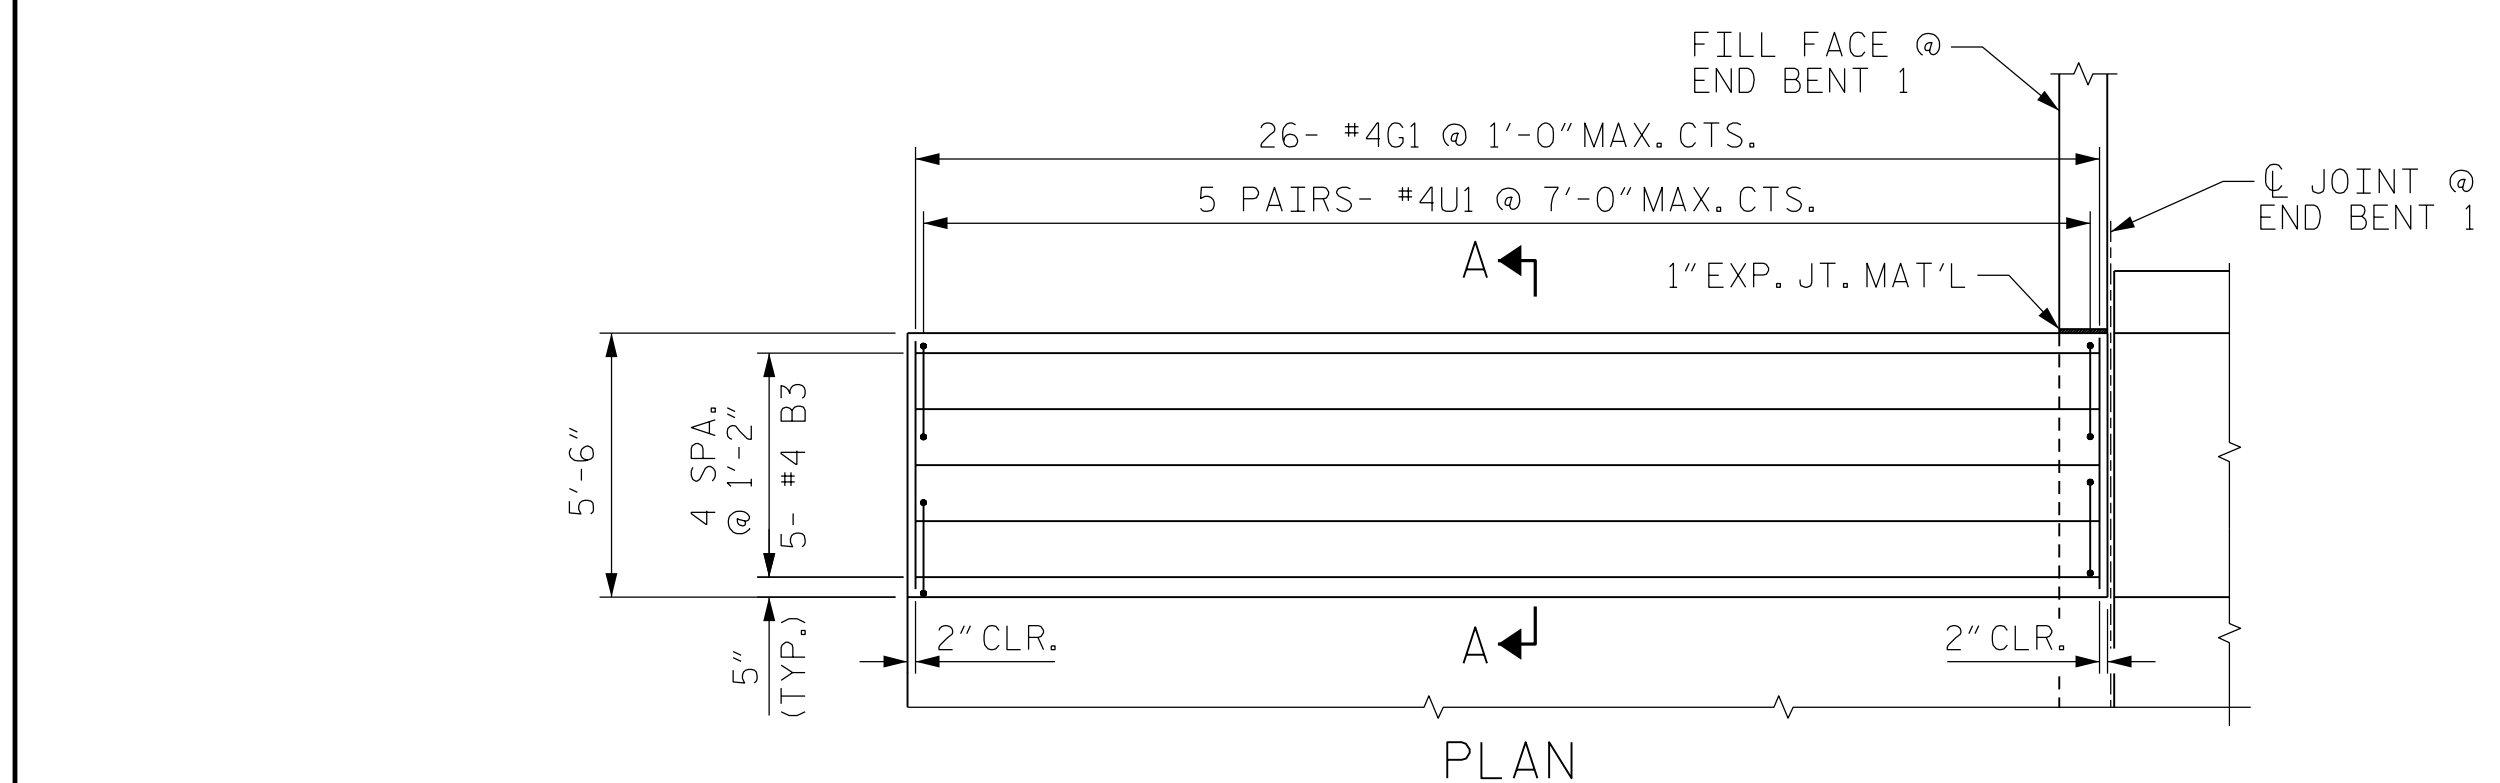 FILL FACE @
END BENT 1
26- #4G1 @ 1'-0"MAX. CTS.
℄ JOINT @
END BENT 1
5 PAIRS- #4U1 @ 7'-0"MAX. CTS.
A
1"EXP. JT. MAT'L
5'-6"
4 SPA.
@ 1'-2"
5- #4 B3
5"
(TYP.)
2"CLR.
A
2"CLR.
PLAN